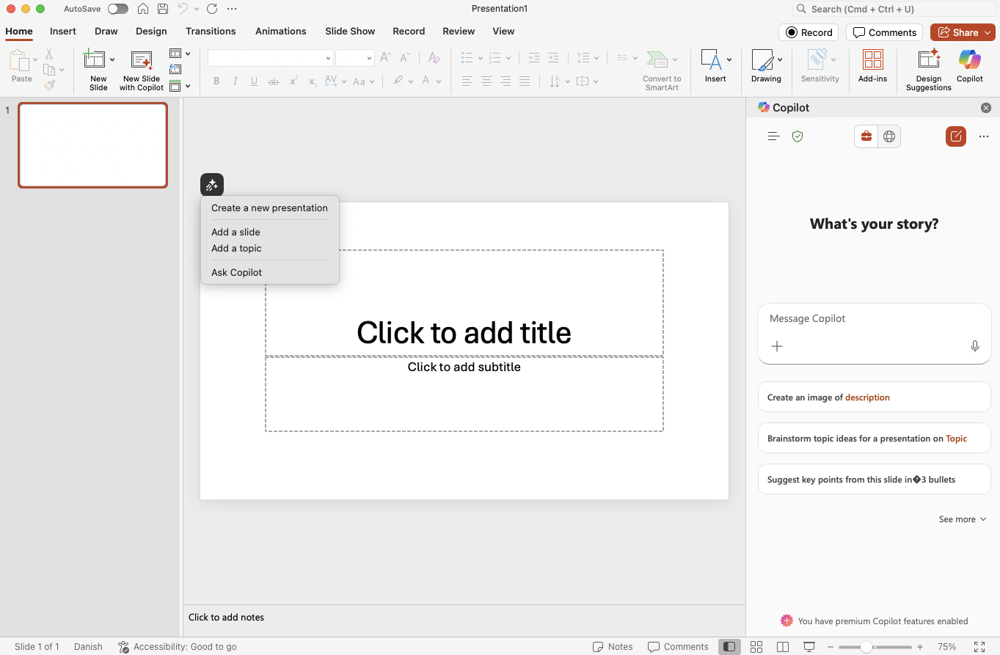 AutoSave
Presentation1
Search (Cmd + Ctrl + U)
Home Insert Draw Design Transitions Animations Slide Show Record Review View
Record Comments Share
Paste
New Slide
New Slide with Copilot
B I U ab x² x₂ AV Aa A
Convert to SmartArt
Insert
Drawing
Sensitivity
Add-ins
Design Suggestions
Copilot
1
Create a new presentation
Add a slide
Add a topic
Ask Copilot
Click to add title
Click to add subtitle
Click to add notes
Copilot
What's your story?
Message Copilot
Create an image of description
Brainstorm topic ideas for a presentation on Topic
Suggest key points from this slide in�3 bullets
See more
You have premium Copilot features enabled
Slide 1 of 1 Danish Accessibility: Good to go Notes Comments 75%